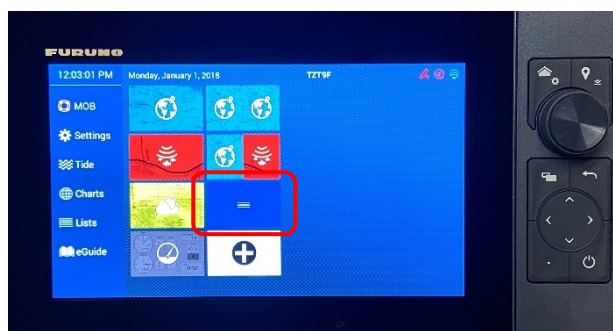 FURUNO
12:03:01 PM Monday, January 1, 2018 TZT9F
MOB
Settings
Tide
Charts
Lists
eGuide